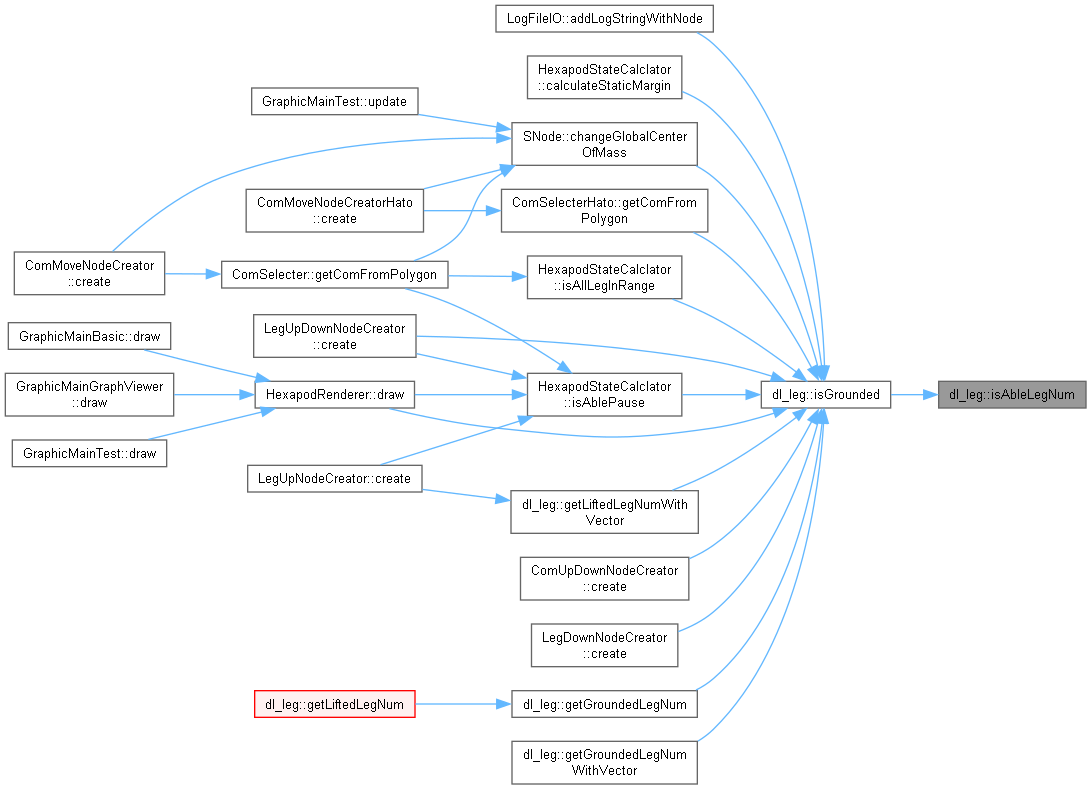 LogFileIO::addLogStringWithNode
HexapodStateCalclator
::calculateStaticMargin
GraphicMainTest::update
SNode::changeGlobalCenter
OfMass
ComMoveNodeCreatorHato
::create
ComSelecterHato::getComFrom
Polygon
ComMoveNodeCreator
::create
ComSelecter::getComFromPolygon
HexapodStateCalclator
::isAllLegInRange
GraphicMainBasic::draw
LegUpDownNodeCreator
::create
GraphicMainGraphViewer
::draw
HexapodRenderer::draw
HexapodStateCalclator
::isAblePause
dl_leg::isGrounded
dl_leg::isAbleLegNum
GraphicMainTest::draw
LegUpNodeCreator::create
dl_leg::getLiftedLegNumWith
Vector
ComUpDownNodeCreator
::create
LegDownNodeCreator
::create
dl_leg::getLiftedLegNum
dl_leg::getGroundedLegNum
dl_leg::getGroundedLegNum
WithVector